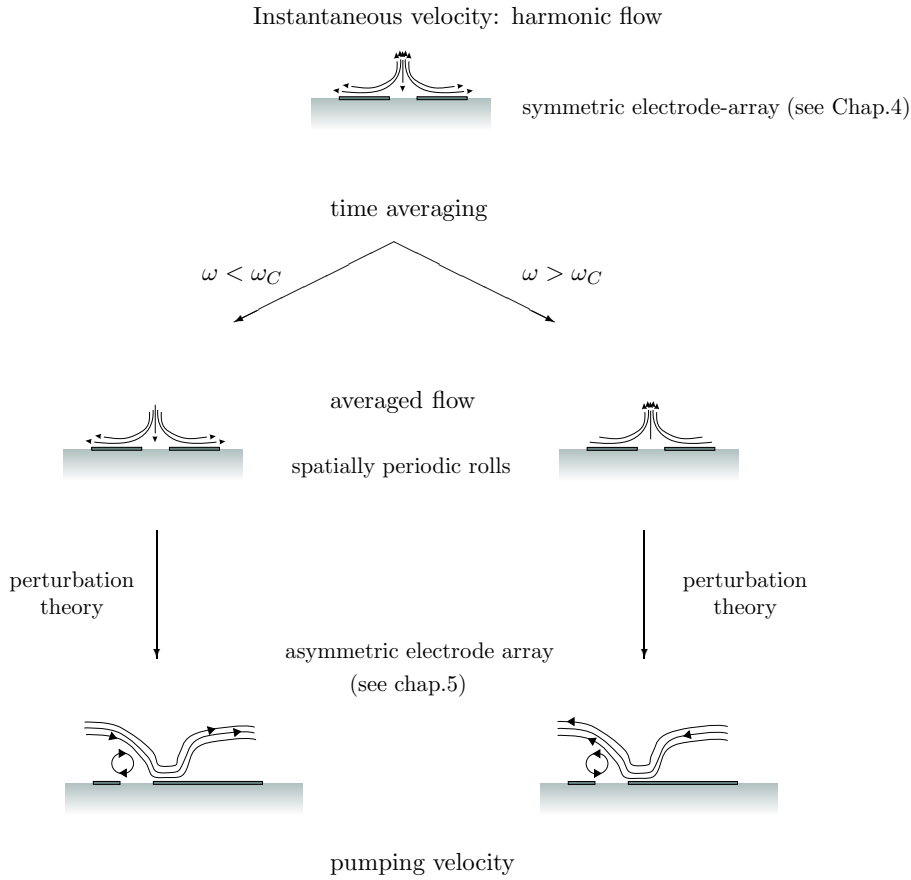 Instantaneous velocity: harmonic flow
symmetric electrode-array (see Chap.4)
time averaging
ω < ω_C
ω > ω_C
averaged flow
spatially periodic rolls
perturbation
theory
perturbation
theory
asymmetric electrode array
(see chap.5)
pumping velocity